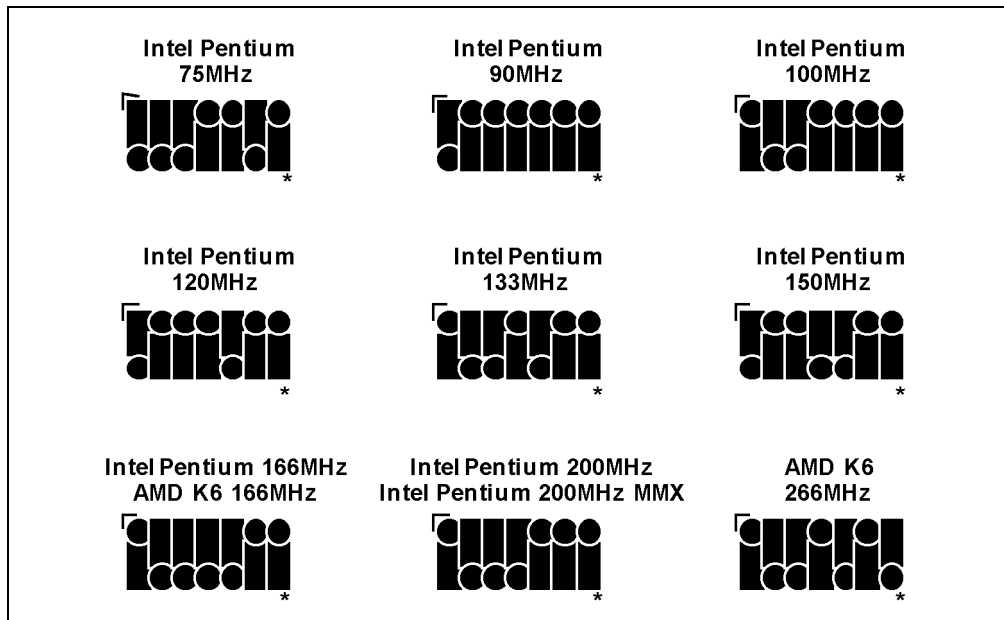 Intel Pentium
75MHz
*
Intel Pentium
90MHz
*
Intel Pentium
100MHz
*
Intel Pentium
120MHz
*
Intel Pentium
133MHz
*
Intel Pentium
150MHz
*
Intel Pentium 166MHz
AMD K6 166MHz
*
Intel Pentium 200MHz
Intel Pentium 200MHz MMX
*
AMD K6
266MHz
*